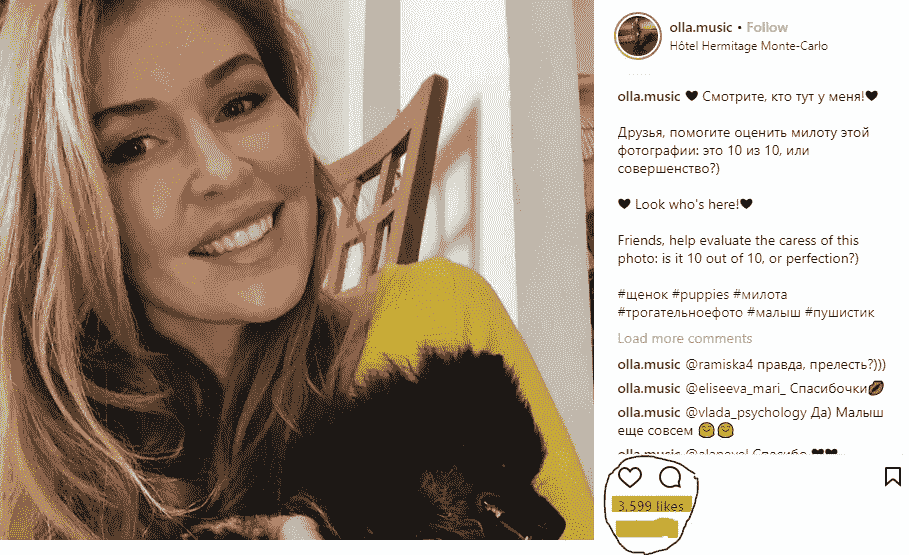 olla.music • Follow
Hôtel Hermitage Monte-Carlo
olla.music 🖤 Смотрите, кто тут у меня!🖤
Друзья, помогите оценить милоту этой
фотографии: это 10 из 10, или
совершенство?)
🖤 Look who's here!🖤
Friends, help evaluate the caress of this
photo: is it 10 out of 10, or perfection?)
#щенок #puppies #милота
#трогательноефото #малыш #пушистик
Load more comments
olla.music @ramiska4 правда, прелесть?)))
olla.music @eliseeva_mari_ Спасибочки💋
olla.music @vlada_psychology Да) Малыш
еще совсем 🤗🤗
olla.music Спасибо 🖤🖤
3,599 likes